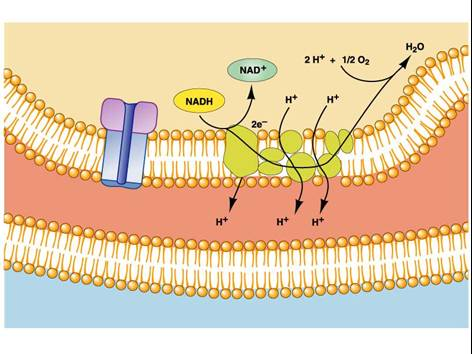 H₂O
2 H⁺ + 1/2 O₂
NAD⁺
NADH
H⁺
H⁺
2e⁻
H⁺
H⁺
H⁺